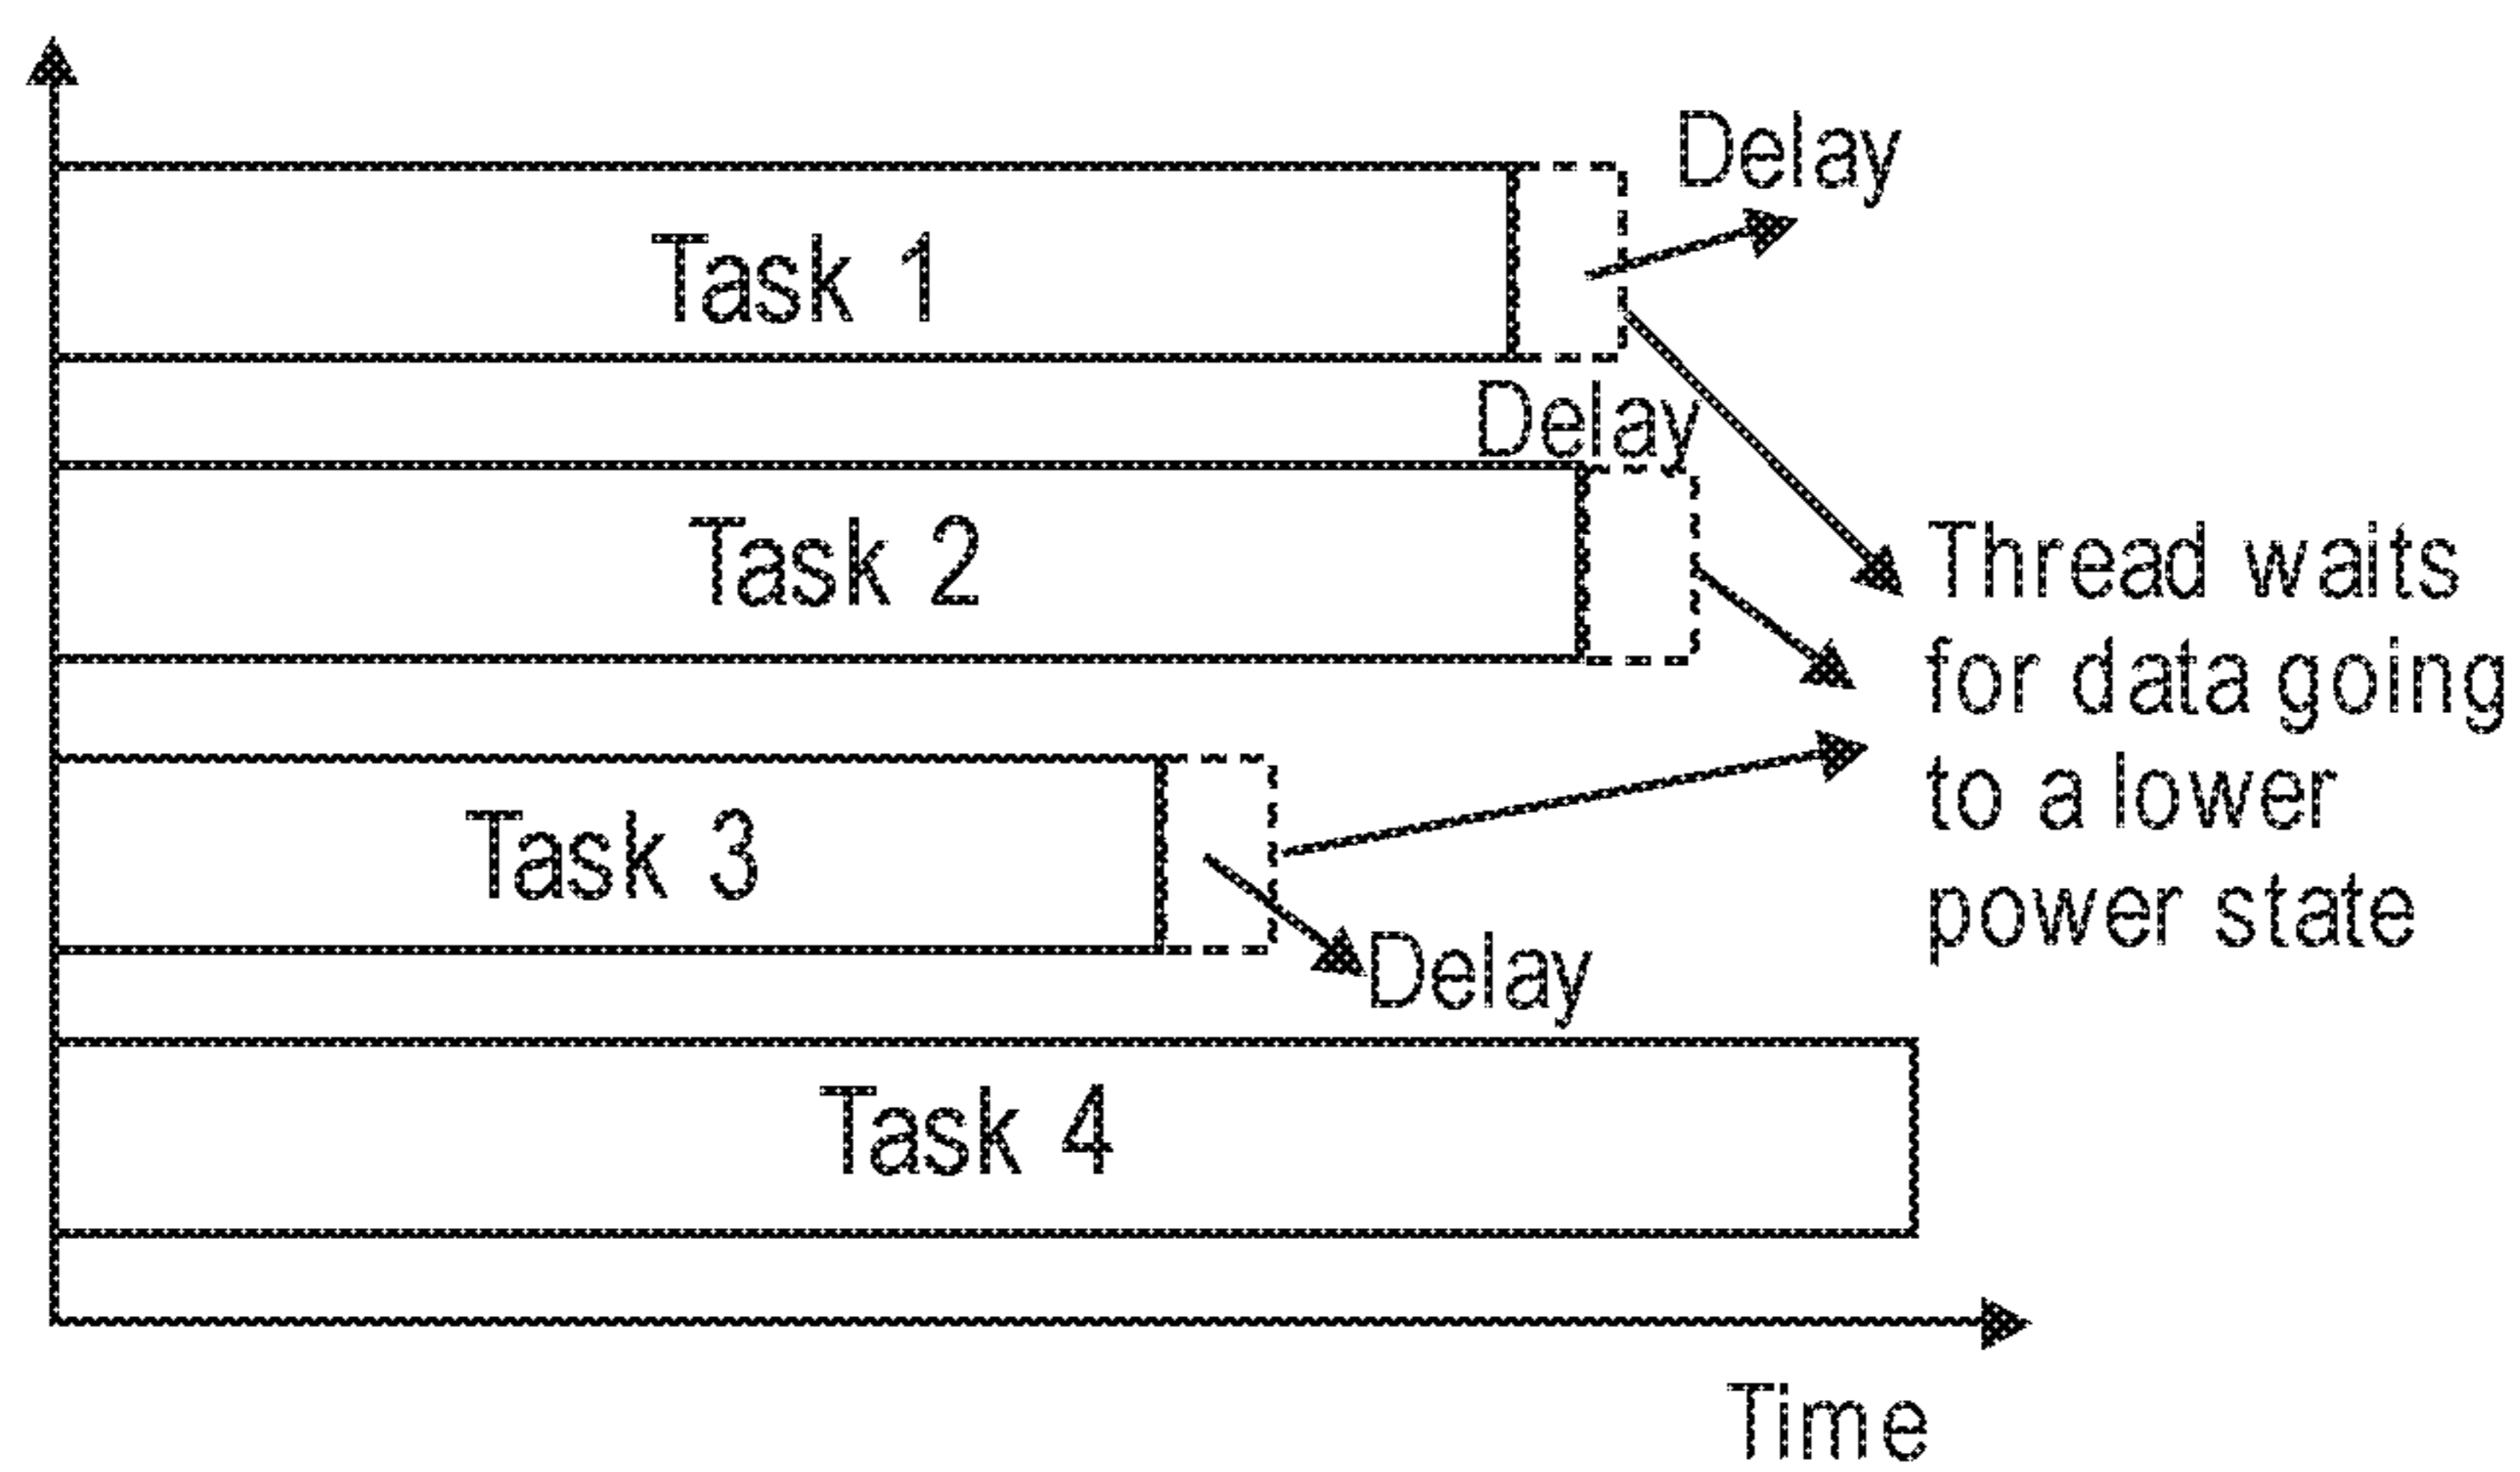 Delay
Task 1
Delay
Task 2
Thread waits
for data going
to a lower
power state
Task 3
Delay
Task 4
Time